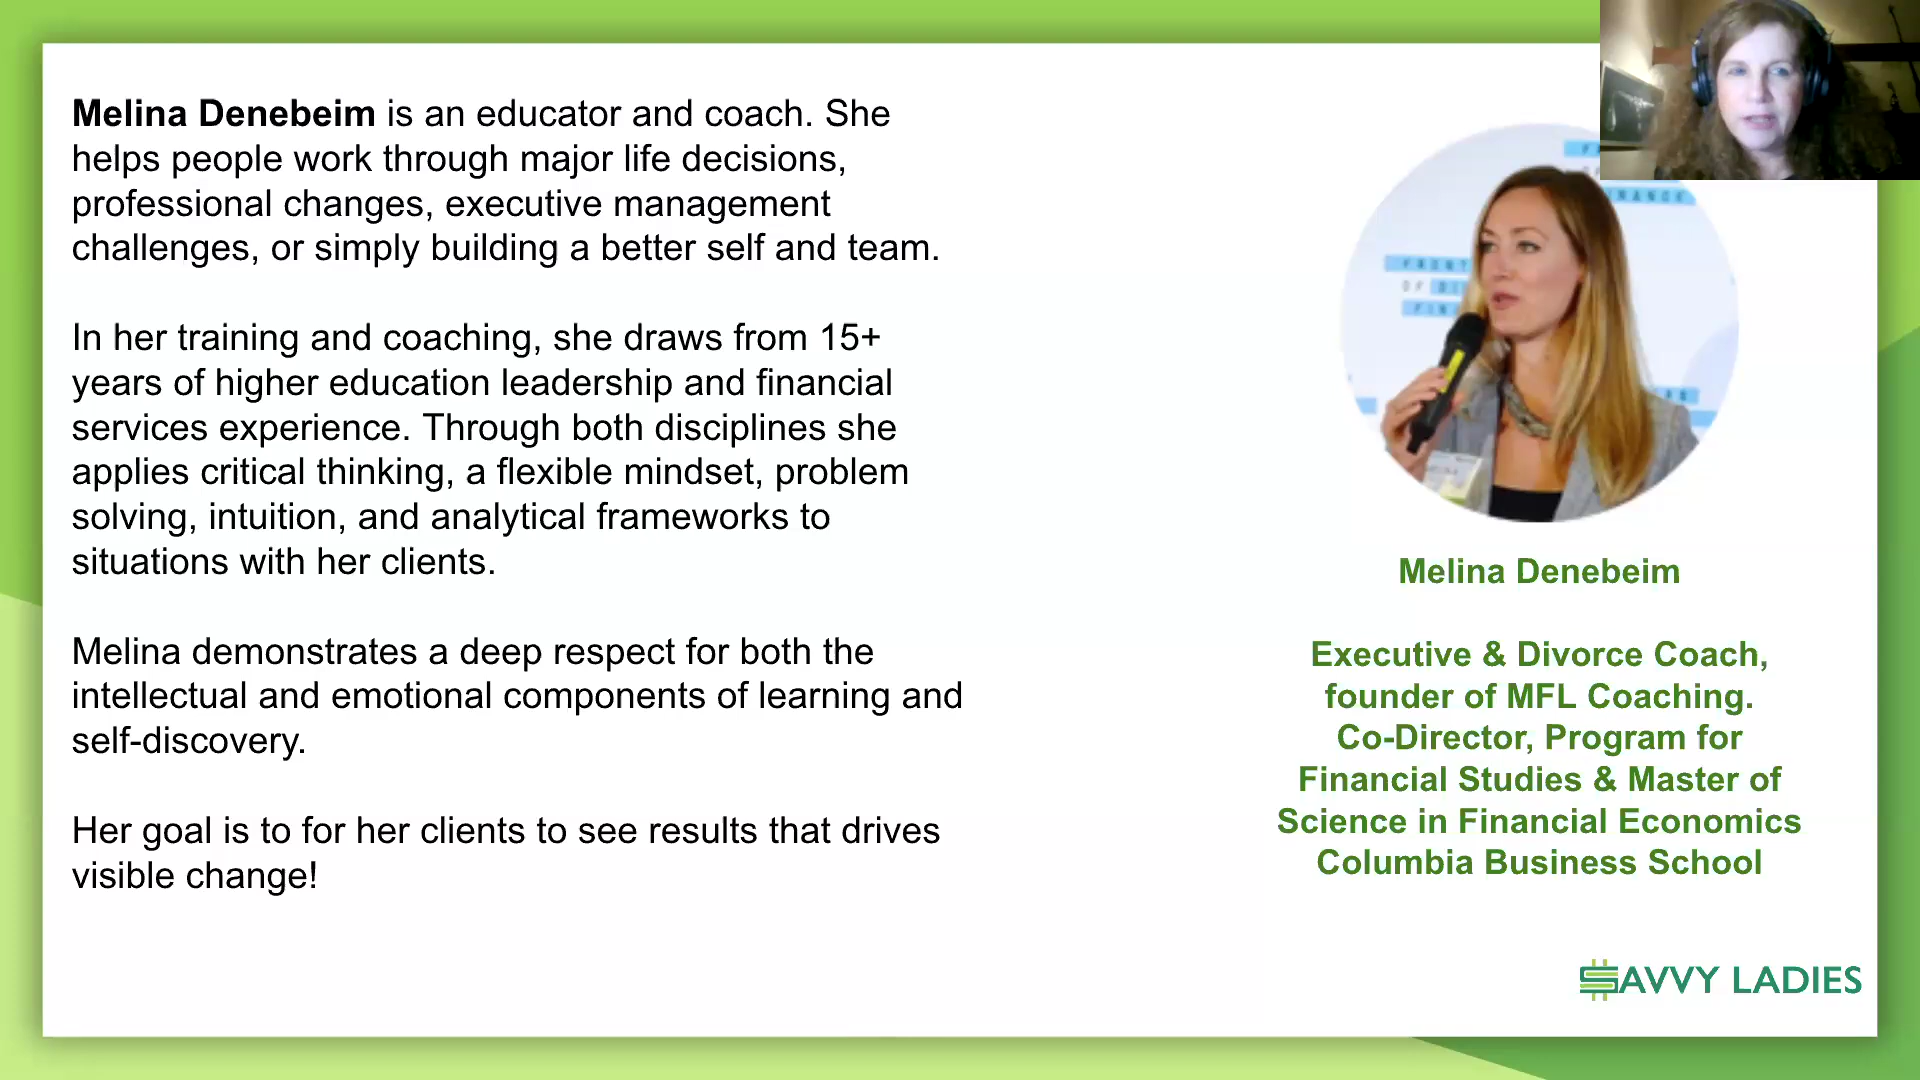 Melina Denebeim is an educator and coach. She
helps people work through major life decisions,
professional changes, executive management
challenges, or simply building a better self and team.
In her training and coaching, she draws from 15+
years of higher education leadership and financial
services experience. Through both disciplines she
applies critical thinking, a flexible mindset, problem
solving, intuition, and analytical frameworks to
situations with her clients.
Melina demonstrates a deep respect for both the
intellectual and emotional components of learning and
self-discovery.
Her goal is to for her clients to see results that drives
visible change!
Melina Denebeim
Executive & Divorce Coach,
founder of MFL Coaching.
Co-Director, Program for
Financial Studies & Master of
Science in Financial Economics
Columbia Business School
SAVVY LADIES